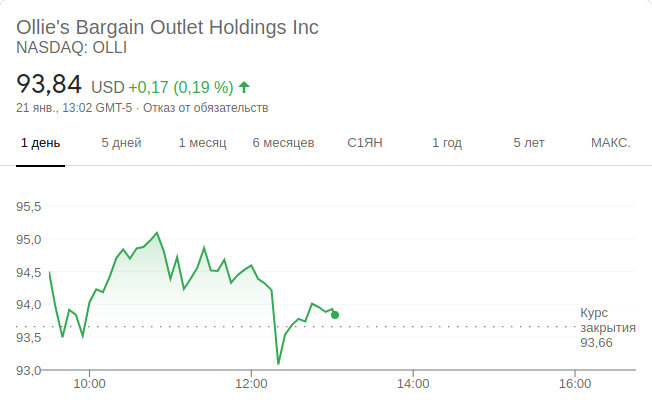 Ollie's Bargain Outlet Holdings Inc
NASDAQ: OLLI
93,84 USD +0,17 (0,19 %)
21 янв., 13:02 GMT-5 · Отказ от обязательств
1 день 5 дней 1 месяц 6 месяцев С1ЯН 1 год 5 лет МАКС.
95,5
95,0
94,5
94,0
93,5
93,0
Курс
закрытия
93,66
10:00 12:00 14:00 16:00